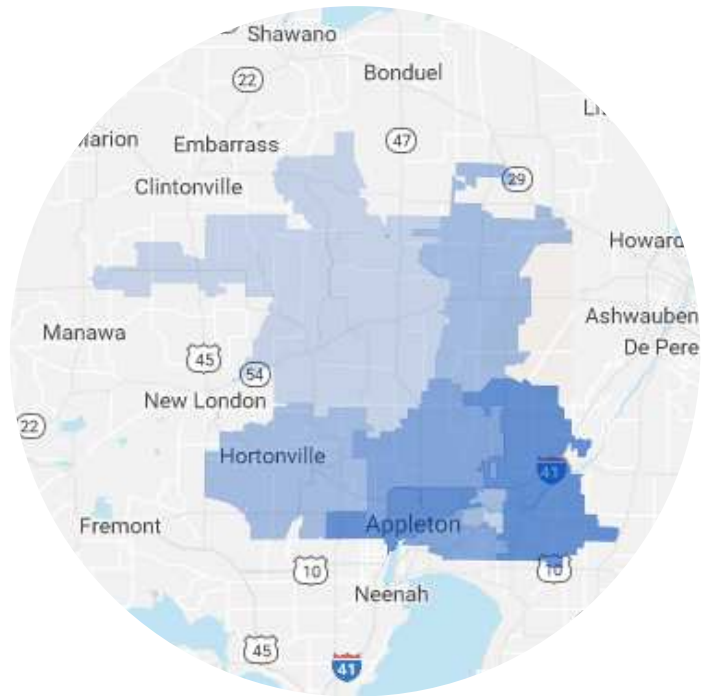 Shawano
Bonduel
22
47
Embarrass
29
Clintonville
Howard
Ashwauben
Manawa
De Pere
45
54
New London
22
Hortonville
41
Appleton
Fremont
10
10
Neenah
45
41